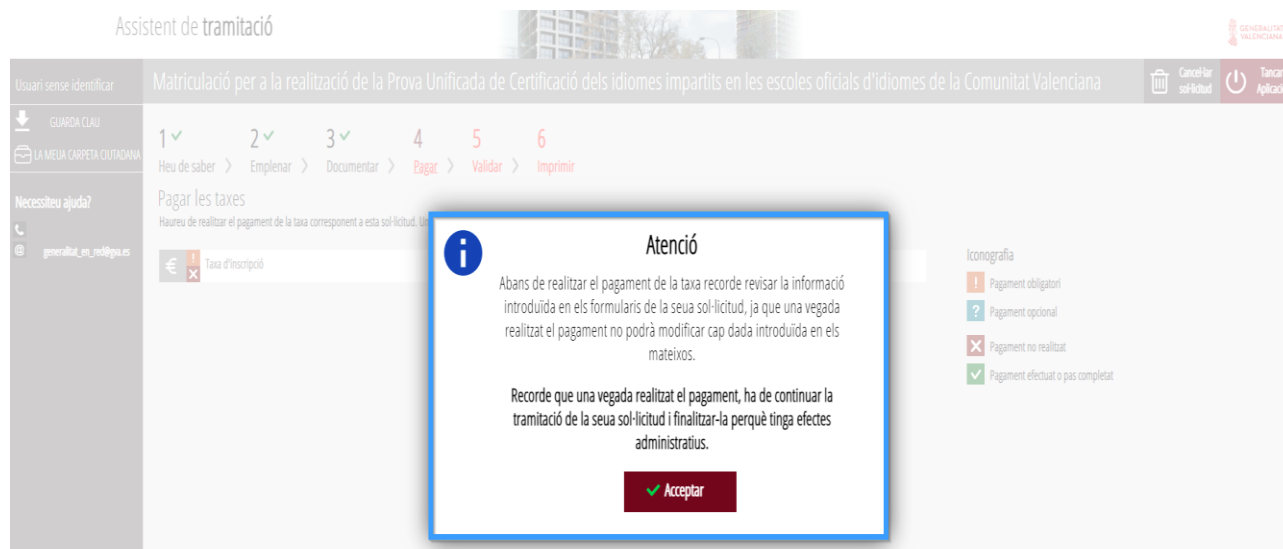 Assistent de tramitació
GENERALITAT
VALENCIANA
Usuari sense identificar
Matriculació per a la realització de la Prova Unificada de Certificació dels idiomes impartits en les escoles oficials d'idiomes de la Comunitat Valenciana
Cancel·lar
sol·licitud
Tancar
Aplicació
GUARDA CLAU
LA MEUA CARPETA CIUTADANA
Necessiteu ajuda?
generalitat_en_red@gva.es
1 2 3 4 5 6
Heu de saber > Emplenar > Documentar > Pagar > Validar > Imprimir
Pagar les taxes
Haureu de realitzar el pagament de la taxa corresponent a esta sol·licitud.
Taxa d'inscripció
Atenció
Abans de realitzar el pagament de la taxa recorde revisar la informació
introduïda en els formularis de la seua sol·licitud, ja que una vegada
realitzat el pagament no podrà modificar cap dada introduïda en els
mateixos.
Recorde que una vegada realitzat el pagament, ha de continuar la
tramitació de la seua sol·licitud i finalitzar-la perquè tinga efectes
administratius.
Acceptar
Iconografia
Pagament obligatori
Pagament opcional
Pagament no realitzat
Pagament efectuat o pas completat